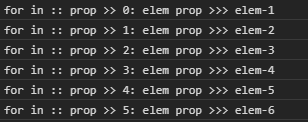 for in :: prop >> 0: elem prop >>> elem-1
for in :: prop >> 1: elem prop >>> elem-2
for in :: prop >> 2: elem prop >>> elem-3
for in :: prop >> 3: elem prop >>> elem-4
for in :: prop >> 4: elem prop >>> elem-5
for in :: prop >> 5: elem prop >>> elem-6